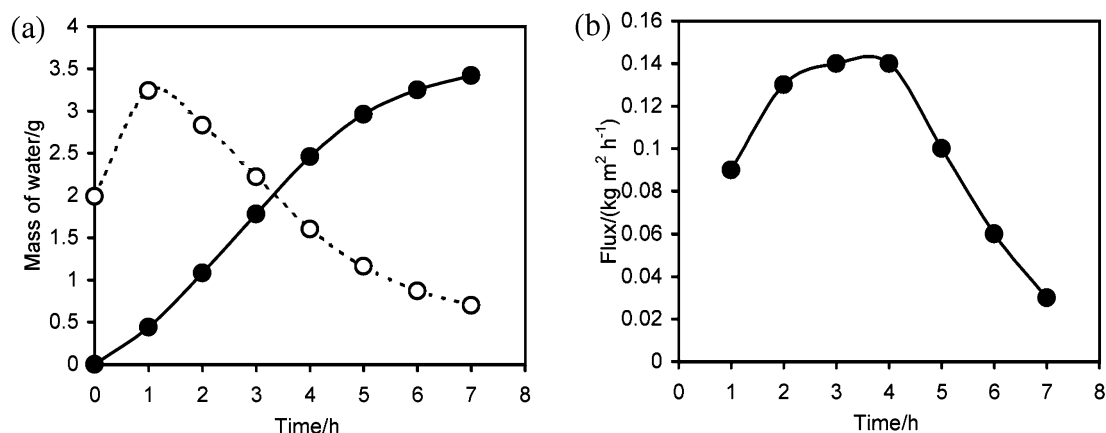 (a)
4
3.5
3
2.5
2
1.5
1
0.5
0
Mass of water/g
0 1 2 3 4 5 6 7 8
Time/h
(b)
0.16
0.14
0.12
0.1
0.08
0.06
0.04
0.02
0
Flux/(kg m² h⁻¹)
0 1 2 3 4 5 6 7 8
Time/h